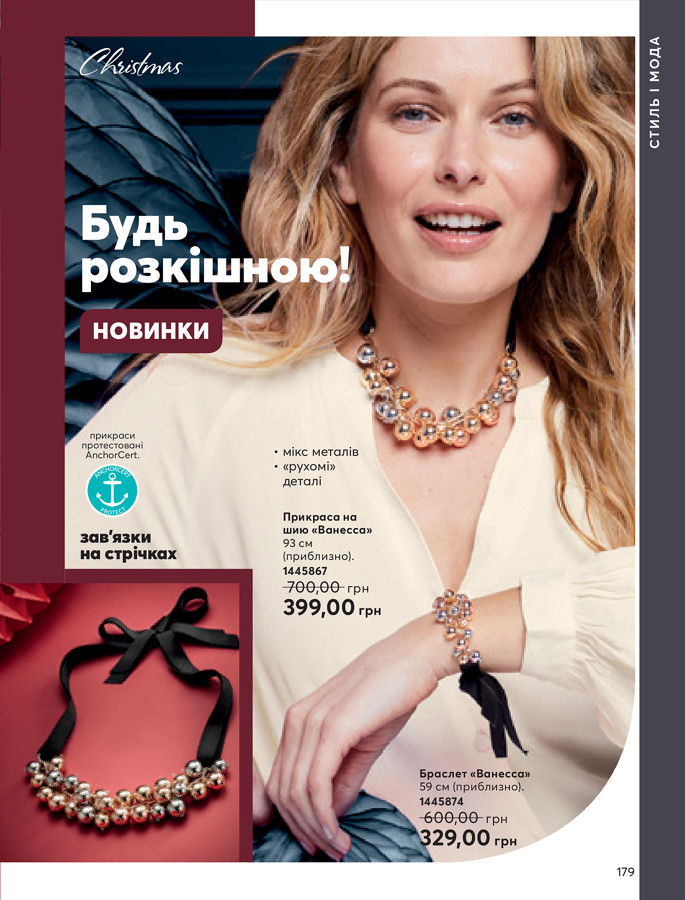 Christmas
СТИЛЬ І МОДА
Будь
розкішною!
НОВИНКИ
прикраси
протестовані
AnchorCert.
ANCHORCERT
PROTECT
зав'язки
на стрічках
• мікс металів
• «рухомі»
деталі
Прикраса на
шию «Ванесса»
93 см
(приблизно).
1445867
700,00 грн
399,00 грн
Браслет «Ванесса»
59 см (приблизно).
1445874
600,00 грн
329,00 грн
179